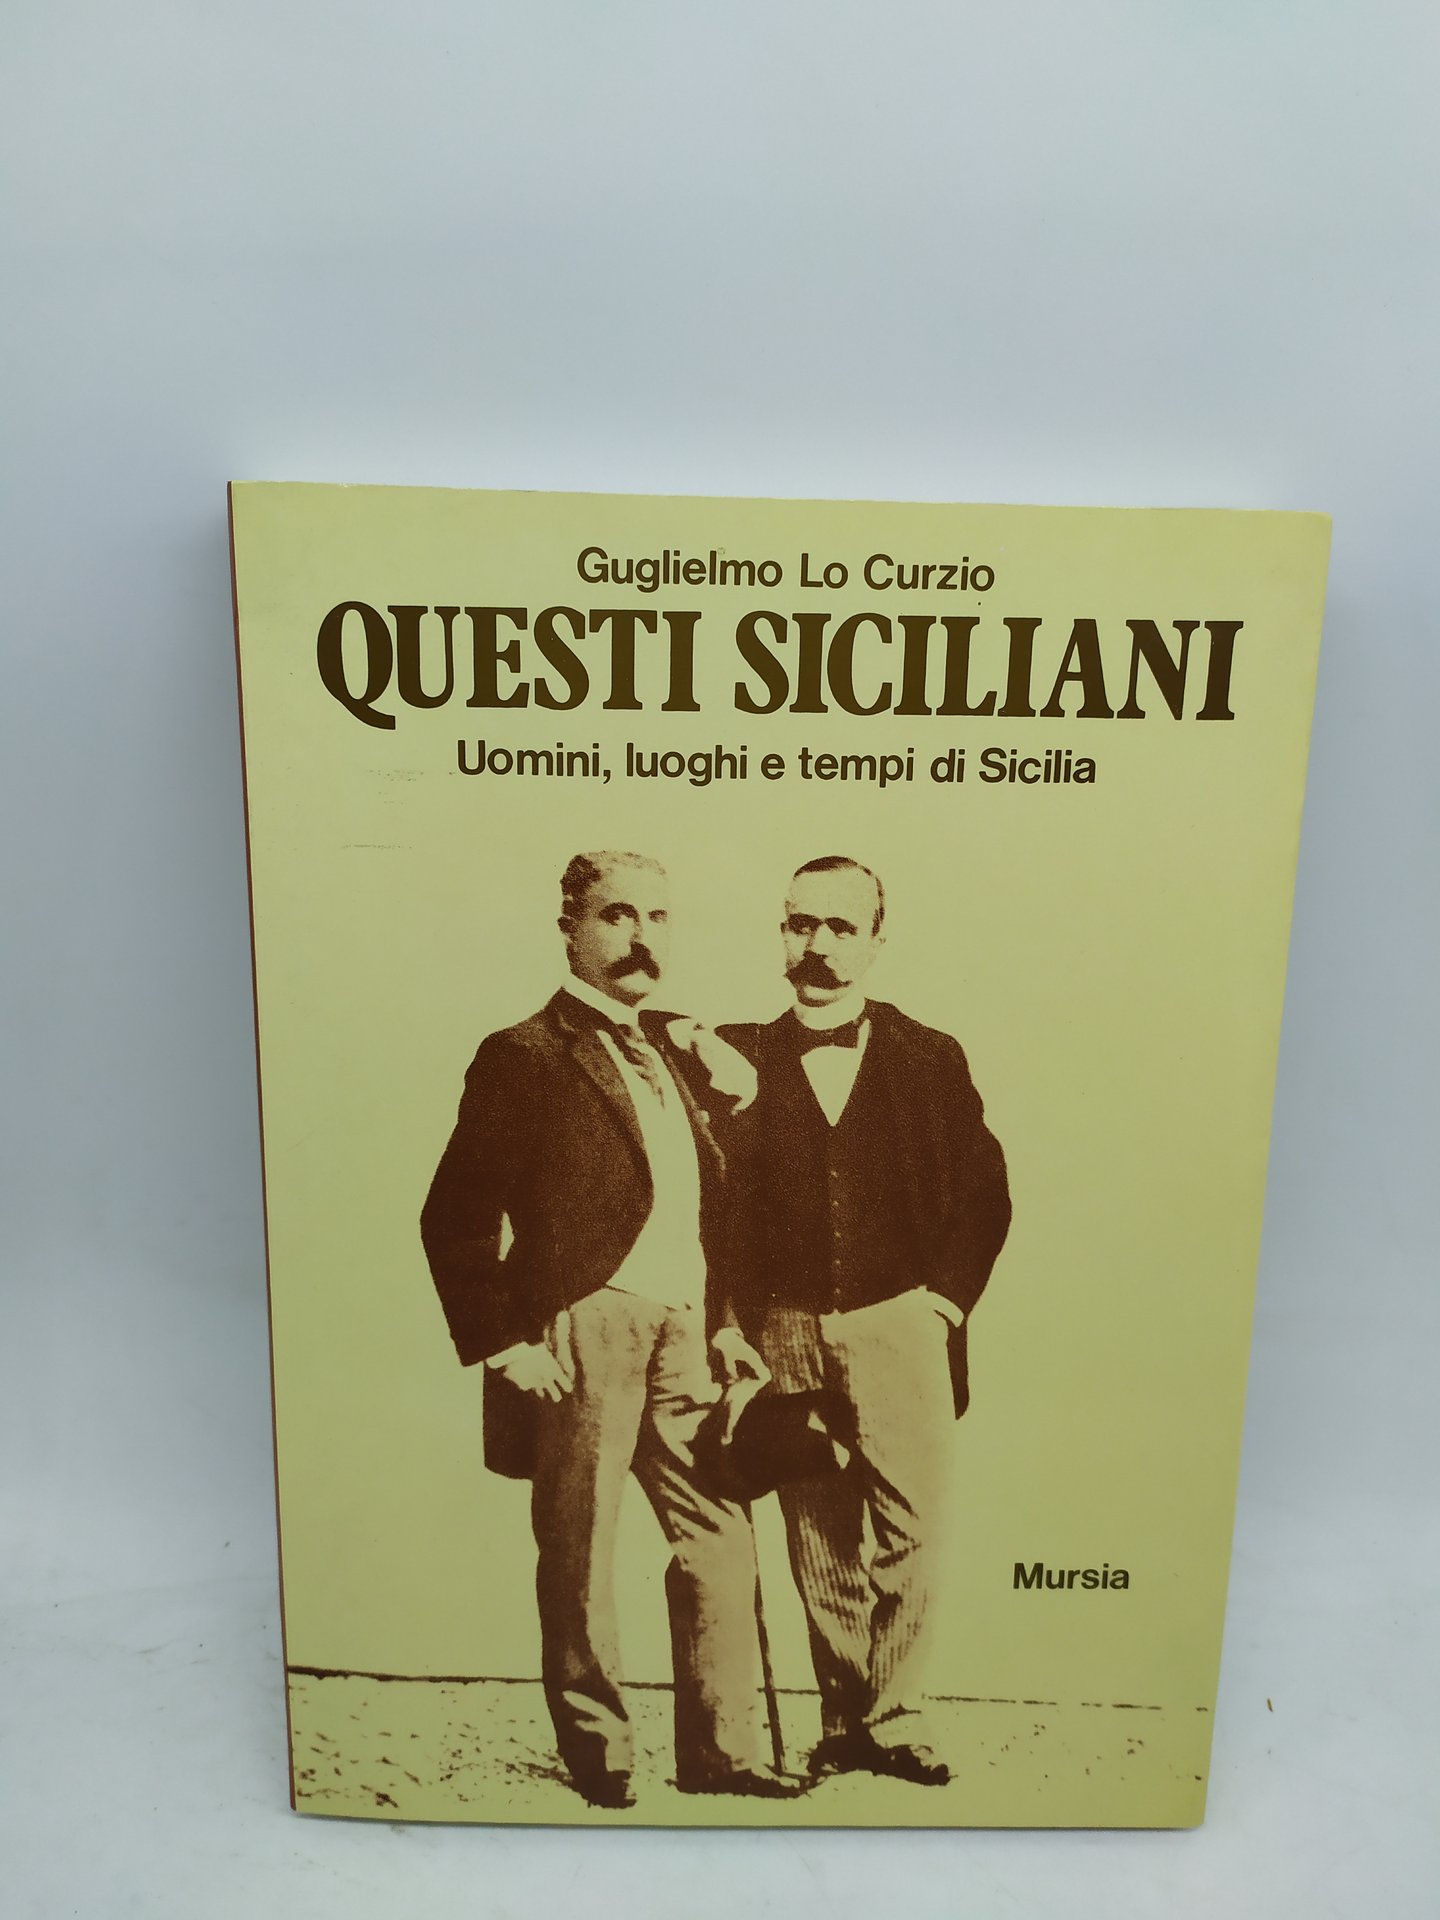 Guglielmo Lo Curzio
QUESTI SICILIANI
Uomini, luoghi e tempi di Sicilia
Mursia